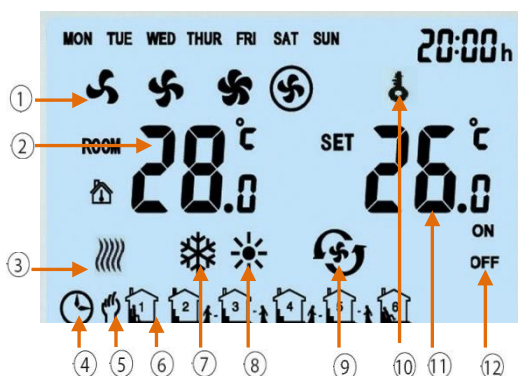 MON TUE WED THUR FRI SAT SUN 20:00h
①
② ROOM 28.0 °C SET 26.0 °C
ON
③ OFF
1 2 3 4 5 6
④ ⑤ ⑥ ⑦ ⑧ ⑨ ⑩ ⑪ ⑫